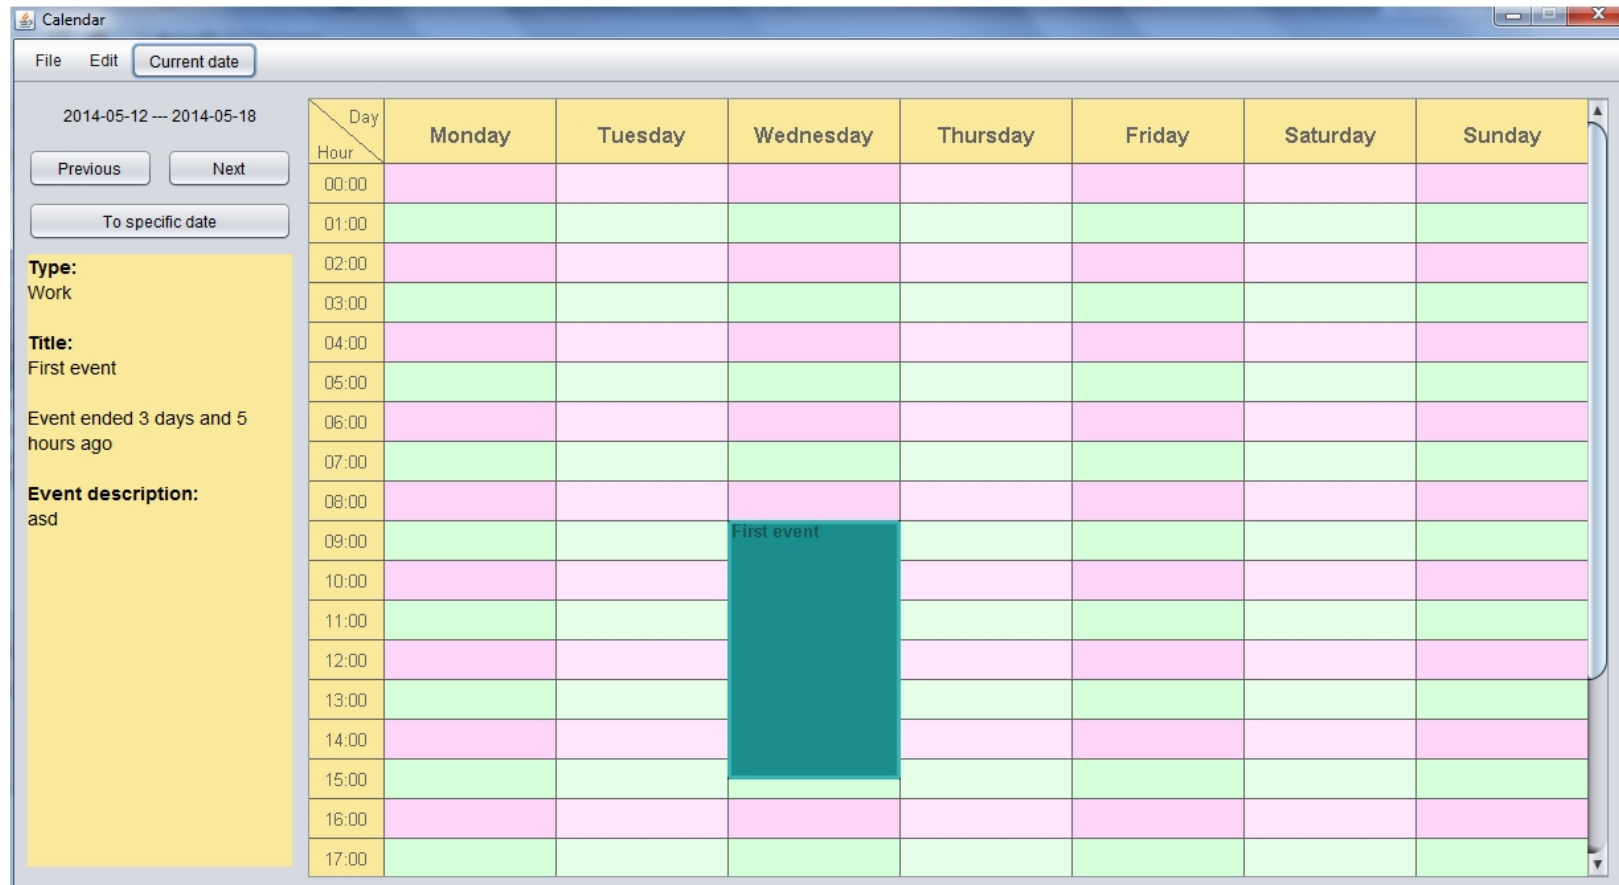 Calendar
File Edit Current date
2014-05-12 --- 2014-05-18
Previous Next
To specific date
Type:
Work
Title:
First event
Event ended 3 days and 5
hours ago
Event description:
asd
Day
Hour
Monday Tuesday Wednesday Thursday Friday Saturday Sunday
00:00
01:00
02:00
03:00
04:00
05:00
06:00
07:00
08:00
09:00 First event
10:00
11:00
12:00
13:00
14:00
15:00
16:00
17:00